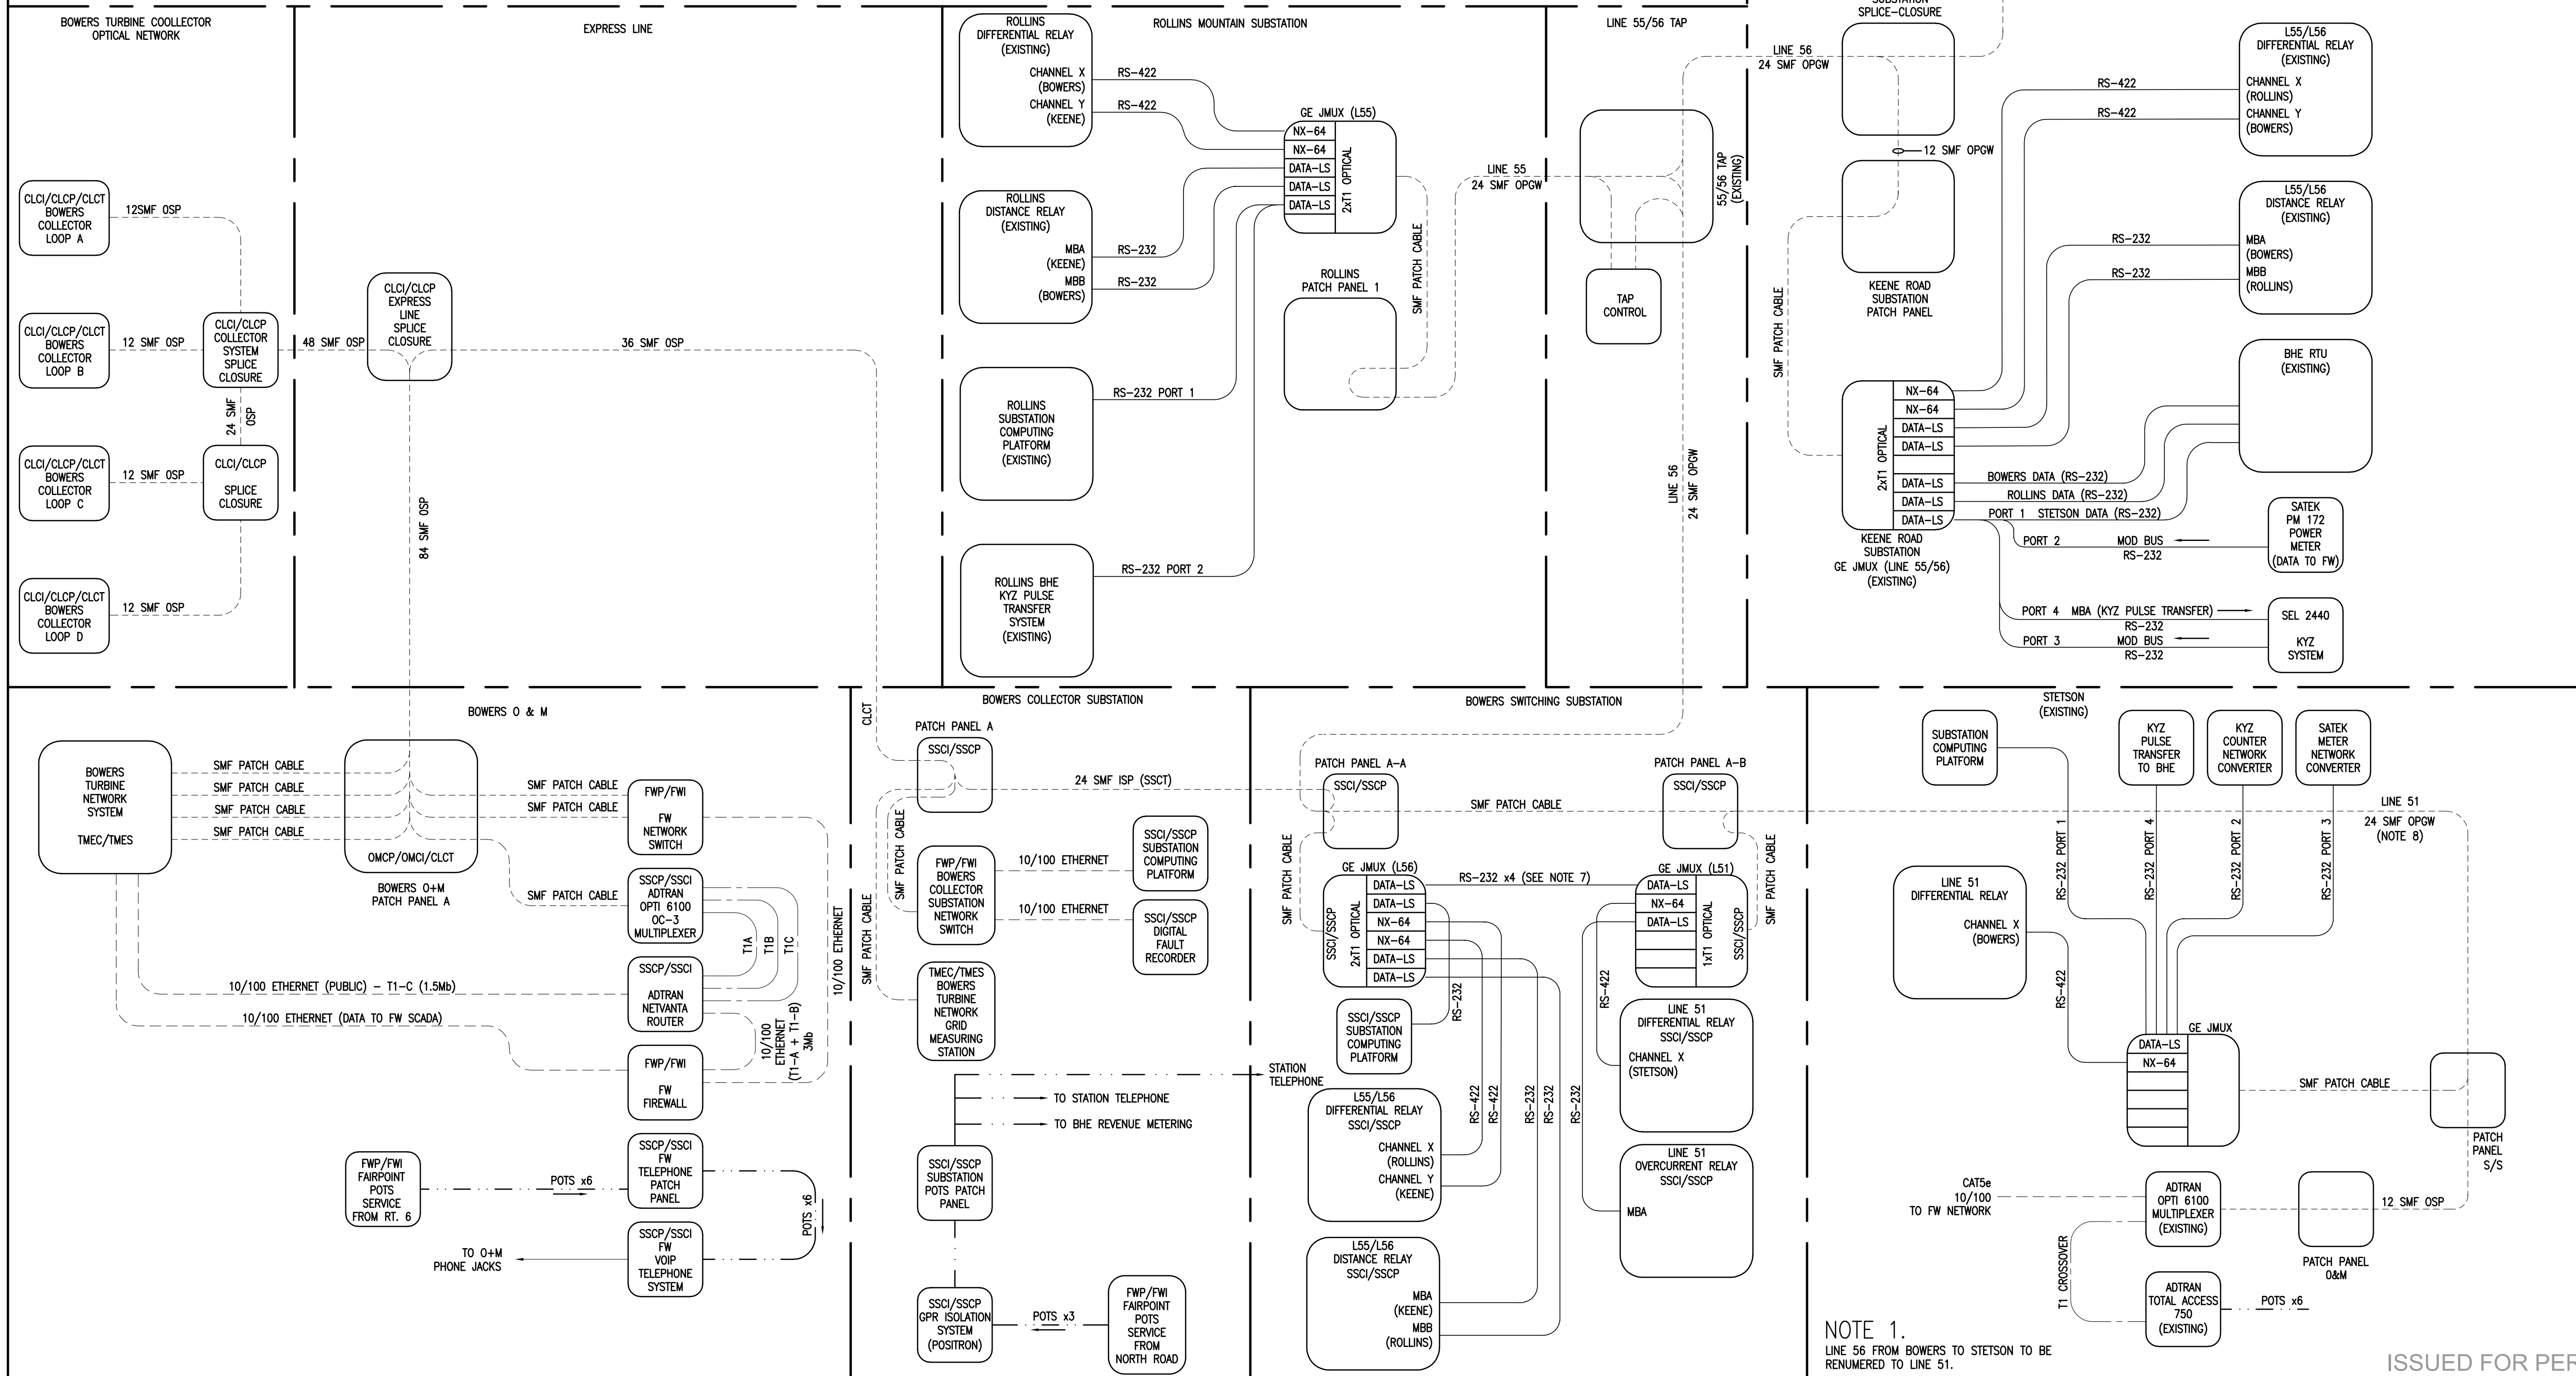 BOWERS TURBINE COOLLECTOR
OPTICAL NETWORK
CLCI/CLCP/CLCT
BOWERS
COLLECTOR
LOOP A
12SMF OSP
CLCI/CLCP/CLCT
BOWERS
COLLECTOR
LOOP B
12 SMF OSP
CLCI/CLCP
COLLECTOR
SYSTEM
SPLICE
CLOSURE
24 SMF
OSP
CLCI/CLCP/CLCT
BOWERS
COLLECTOR
LOOP C
12 SMF OSP
CLCI/CLCP
SPLICE
CLOSURE
CLCI/CLCP/CLCT
BOWERS
COLLECTOR
LOOP D
12 SMF OSP
EXPRESS LINE
48 SMF OSP
CLCI/CLCP
EXPRESS
LINE
SPLICE
CLOSURE
36 SMF OSP
84 SMF OSP
ROLLINS MOUNTAIN SUBSTATION
ROLLINS
DIFFERENTIAL RELAY
(EXISTING)
CHANNEL X
(BOWERS)
CHANNEL Y
(KEENE)
RS-422
RS-422
GE JMUX (L55)
NX-64
NX-64
DATA-LS
DATA-LS
DATA-LS
2xT1 OPTICAL
ROLLINS
DISTANCE RELAY
(EXISTING)
MBA
(KEENE)
MBB
(BOWERS)
RS-232
RS-232
ROLLINS
PATCH PANEL 1
SMF PATCH CABLE
ROLLINS
SUBSTATION
COMPUTING
PLATFORM
(EXISTING)
RS-232 PORT 1
ROLLINS BHE
KYZ PULSE
TRANSFER
SYSTEM
(EXISTING)
RS-232 PORT 2
LINE 55
24 SMF OPGW
LINE 55/56 TAP
55/56 TAP
(EXISTING)
TAP
CONTROL
LINE 56
24 SMF OPGW
LINE 56
24 SMF OPGW
SUBSTATION
SPLICE-CLOSURE
12 SMF OPGW
KEENE ROAD
SUBSTATION
PATCH PANEL
SMF PATCH CABLE
NX-64
NX-64
DATA-LS
DATA-LS
DATA-LS
DATA-LS
DATA-LS
2xT1 OPTICAL
KEENE ROAD
SUBSTATION
GE JMUX (LINE 55/56)
(EXISTING)
L55/L56
DIFFERENTIAL RELAY
(EXISTING)
CHANNEL X
(ROLLINS)
CHANNEL Y
(BOWERS)
RS-422
RS-422
L55/L56
DISTANCE RELAY
(EXISTING)
MBA
(BOWERS)
MBB
(ROLLINS)
RS-232
RS-232
BHE RTU
(EXISTING)
BOWERS DATA (RS-232)
ROLLINS DATA (RS-232)
PORT 1 STETSON DATA (RS-232)
PORT 2 MOD BUS
RS-232
SATEK
PM 172
POWER
METER
(DATA TO FW)
PORT 4 MBA (KYZ PULSE TRANSFER)
RS-232
PORT 3 MOD BUS
RS-232
SEL 2440
KYZ
SYSTEM
BOWERS O & M
BOWERS
TURBINE
NETWORK
SYSTEM
TMEC/TMES
SMF PATCH CABLE
SMF PATCH CABLE
SMF PATCH CABLE
SMF PATCH CABLE
OMCP/OMCI/CLCT
BOWERS O+M
PATCH PANEL A
SMF PATCH CABLE
SMF PATCH CABLE
FWP/FWI
FW
NETWORK
SWITCH
SMF PATCH CABLE
SSCP/SSCI
ADTRAN
OPTI 6100
OC-3
MULTIPLEXER
T1A
T1B
T1C
10/100 ETHERNET
SSCP/SSCI
ADTRAN
NETVANTA
ROUTER
10/100 ETHERNET (PUBLIC) - T1-C (1.5Mb)
10/100 ETHERNET (DATA TO FW SCADA)
10/100
ETHERNET
(T1-A + T1-B)
3Mb
FWP/FWI
FW
FIREWALL
FWP/FWI
FAIRPOINT
POTS
SERVICE
FROM RT. 6
POTS x6
SSCP/SSCI
FW
TELEPHONE
PATCH
PANEL
POTS x6
SSCP/SSCI
FW
VOIP
TELEPHONE
SYSTEM
TO O+M
PHONE JACKS
BOWERS COLLECTOR SUBSTATION
CLCT
PATCH PANEL A
SSCI/SSCP
24 SMF ISP (SSCT)
SMF PATCH CABLE
SMF PATCH CABLE
FWP/FWI
BOWERS
COLLECTOR
SUBSTATION
NETWORK
SWITCH
10/100 ETHERNET
10/100 ETHERNET
SSCI/SSCP
SUBSTATION
COMPUTING
PLATFORM
SSCI/SSCP
DIGITAL
FAULT
RECORDER
TMEC/TMES
BOWERS
TURBINE
NETWORK
GRID
MEASURING
STATION
STATION
TELEPHONE
TO STATION TELEPHONE
TO BHE REVENUE METERING
SSCI/SSCP
SUBSTATION
POTS PATCH
PANEL
SSCI/SSCP
GPR ISOLATION
SYSTEM
(POSITRON)
POTS x3
FWP/FWI
FAIRPOINT
POTS
SERVICE
FROM
NORTH ROAD
BOWERS SWITCHING SUBSTATION
PATCH PANEL A-A
SSCI/SSCP
SMF PATCH CABLE
PATCH PANEL A-B
SSCI/SSCP
SMF PATCH CABLE
SMF PATCH CABLE
GE JMUX (L56)
SSCI/SSCP
2xT1 OPTICAL
DATA-LS
DATA-LS
NX-64
NX-64
DATA-LS
DATA-LS
RS-232 x4 (SEE NOTE 7)
GE JMUX (L51)
DATA-LS
NX-64
DATA-LS
1xT1 OPTICAL
SSCI/SSCP
SSCI/SSCP
SUBSTATION
COMPUTING
PLATFORM
RS-232
RS-422
LINE 51
DIFFERENTIAL RELAY
SSCI/SSCP
CHANNEL X
(STETSON)
L55/L56
DIFFERENTIAL RELAY
SSCI/SSCP
CHANNEL X
(ROLLINS)
CHANNEL Y
(KEENE)
RS-422
RS-422
RS-232
RS-232
RS-232
LINE 51
OVERCURRENT RELAY
SSCI/SSCP
MBA
L55/L56
DISTANCE RELAY
SSCI/SSCP
MBA
(KEENE)
MBB
(ROLLINS)
STETSON
(EXISTING)
SUBSTATION
COMPUTING
PLATFORM
KYZ
PULSE
TRANSFER
TO BHE
KYZ
COUNTER
NETWORK
CONVERTER
SATEK
METER
NETWORK
CONVERTER
RS-232 PORT 1
RS-232 PORT 4
RS-232 PORT 2
RS-232 PORT 3
LINE 51
24 SMF OPGW
(NOTE 8)
LINE 51
DIFFERENTIAL RELAY
CHANNEL X
(BOWERS)
RS-422
GE JMUX
DATA-LS
NX-64
SMF PATCH CABLE
PATCH
PANEL
S/S
CAT5e
10/100
TO FW NETWORK
ADTRAN
OPTI 6100
MULTIPLEXER
(EXISTING)
12 SMF OSP
PATCH PANEL
O&M
T1 CROSSOVER
ADTRAN
TOTAL ACCESS
750
(EXISTING)
POTS x6
NOTE 1.
LINE 56 FROM BOWERS TO STETSON TO BE
RENUMERED TO LINE 51.
ISSUED FOR PER